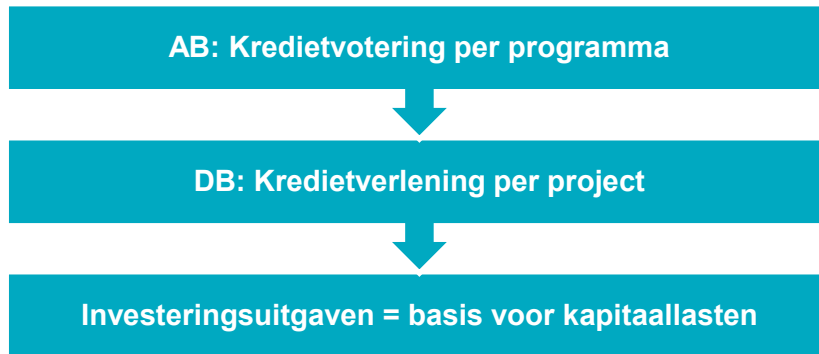 AB: Kredietvotering per programma
DB: Kredietverlening per project
Investeringsuitgaven = basis voor kapitaallasten